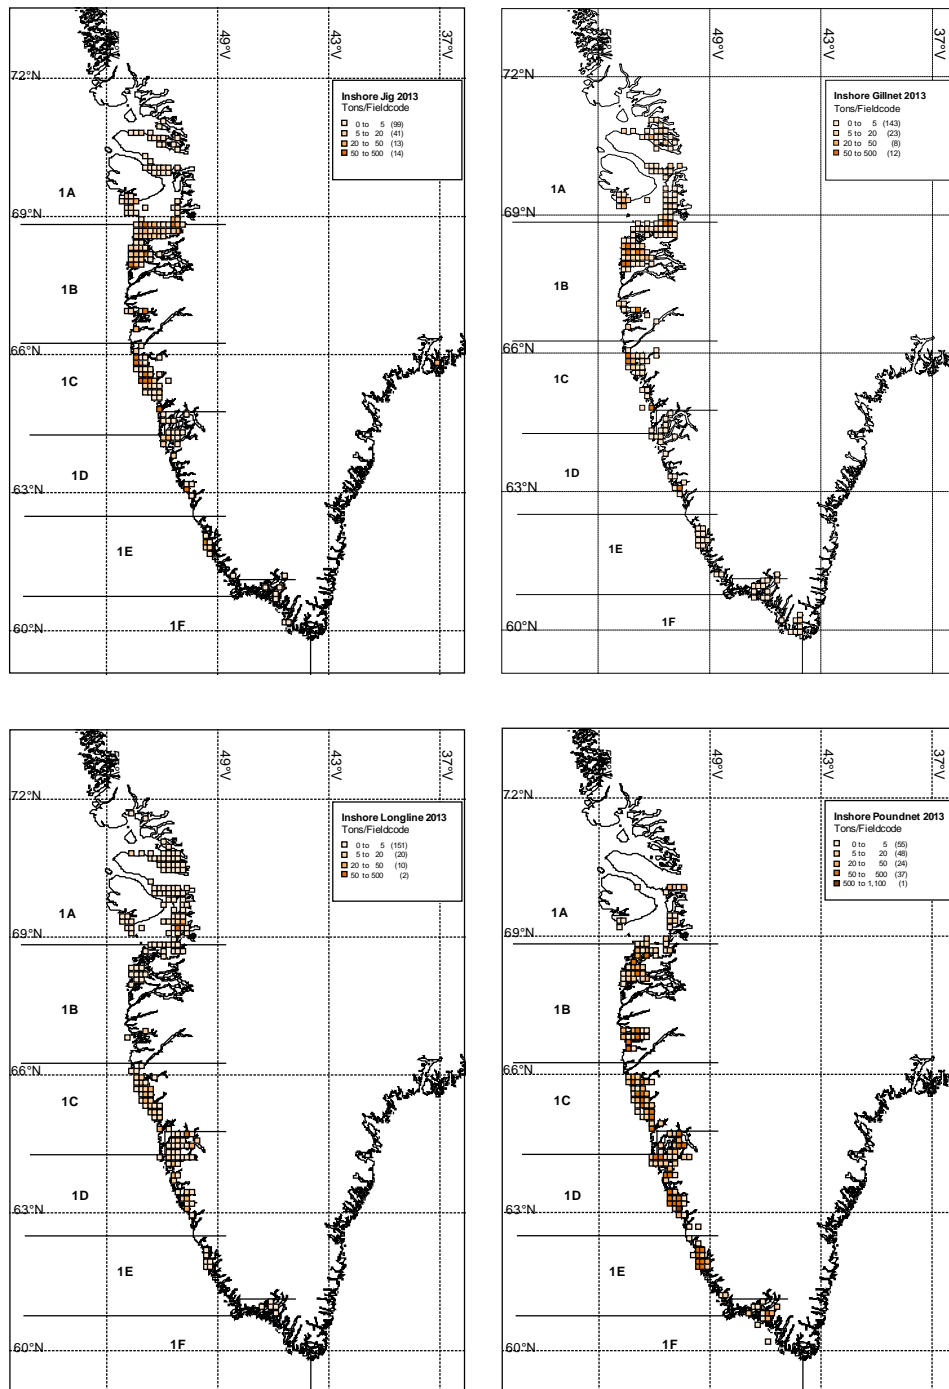 55°V
49°V
43°V
37°V
72°N
Inshore Jig 2013
Tons/Fieldcode
0 to 5 (99)
5 to 20 (41)
20 to 50 (13)
50 to 500 (14)
1A
69°N
1B
66°N
1C
1D
63°N
1E
1F
60°N
49°V
43°V
37°V
72°N
Inshore Gillnet 2013
Tons/Fieldcode
0 to 5 (143)
5 to 20 (23)
20 to 50 (8)
50 to 500 (12)
1A
69°N
1B
66°N
1C
1D
63°N
1E
1F
60°N
49°V
43°V
37°V
72°N
Inshore Longline 2013
Tons/Fieldcode
0 to 5 (151)
5 to 20 (20)
20 to 50 (10)
50 to 500 (2)
1A
69°N
1B
66°N
1C
1D
63°N
1E
1F
60°N
49°V
43°V
37°V
72°N
Inshore Poundnet 2013
Tons/Fieldcode
0 to 5 (55)
5 to 20 (48)
20 to 50 (24)
50 to 500 (37)
500 to 1,100 (1)
1A
69°N
1B
66°N
1C
1D
63°N
1E
1F
60°N